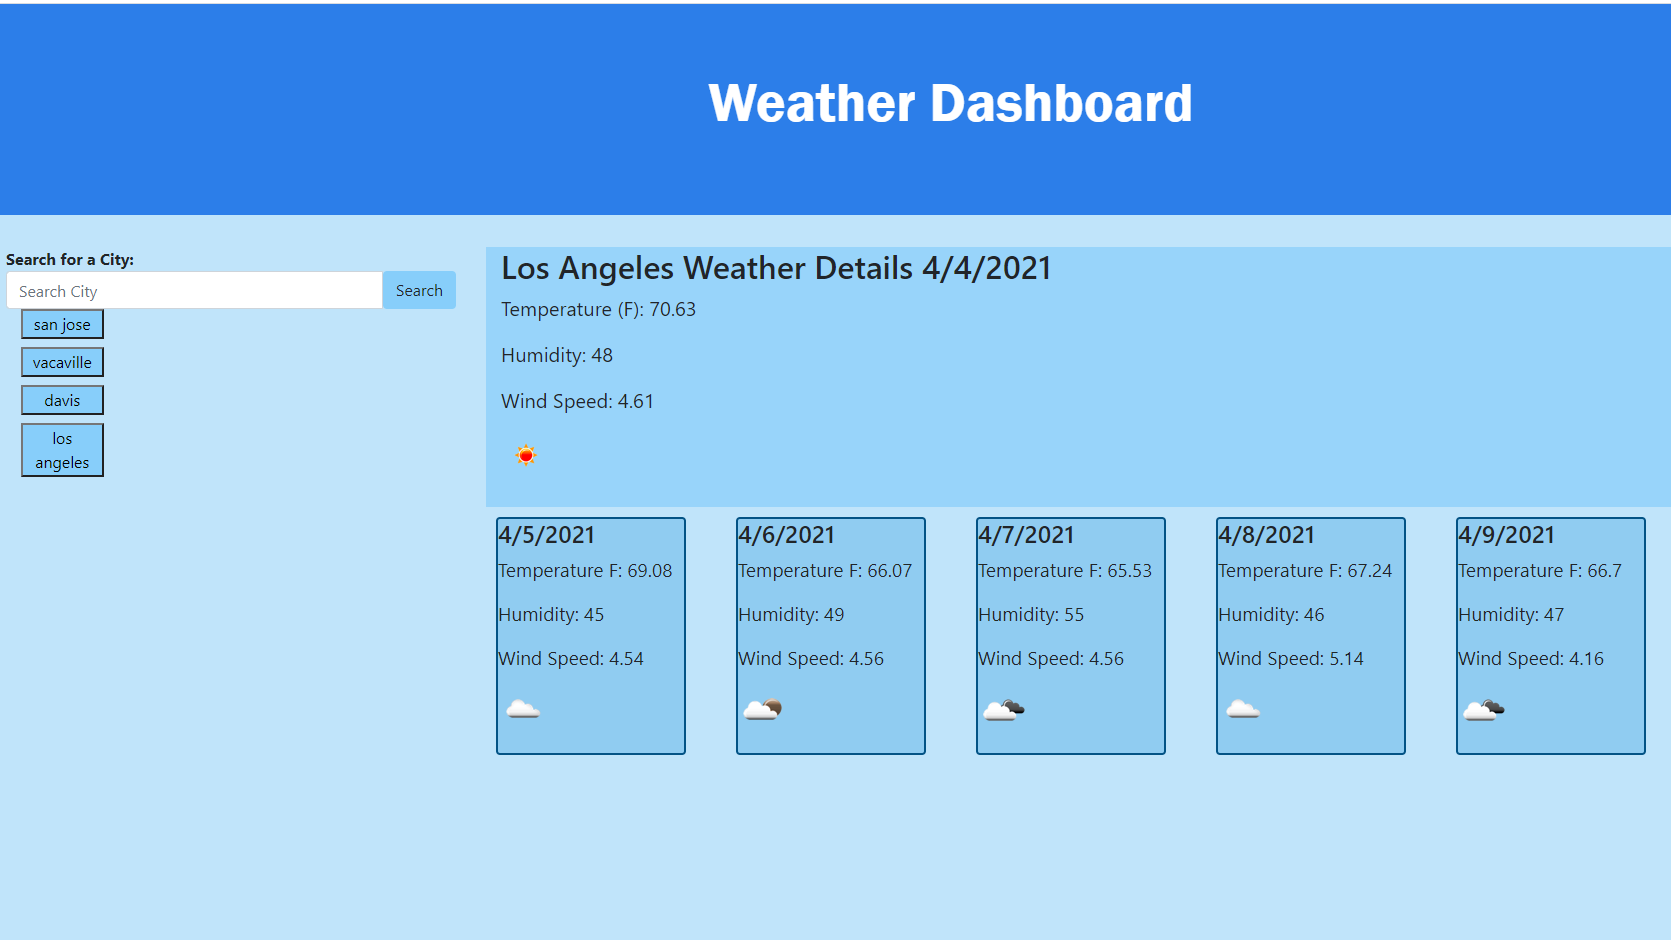 Weather Dashboard
Search for a City:
Search City
Search
san jose
vacaville
davis
los
angeles
Los Angeles Weather Details 4/4/2021
Temperature (F): 70.63
Humidity: 48
Wind Speed: 4.61
4/5/2021
Temperature F: 69.08
Humidity: 45
Wind Speed: 4.54
4/6/2021
Temperature F: 66.07
Humidity: 49
Wind Speed: 4.56
4/7/2021
Temperature F: 65.53
Humidity: 55
Wind Speed: 4.56
4/8/2021
Temperature F: 67.24
Humidity: 46
Wind Speed: 5.14
4/9/2021
Temperature F: 66.7
Humidity: 47
Wind Speed: 4.16